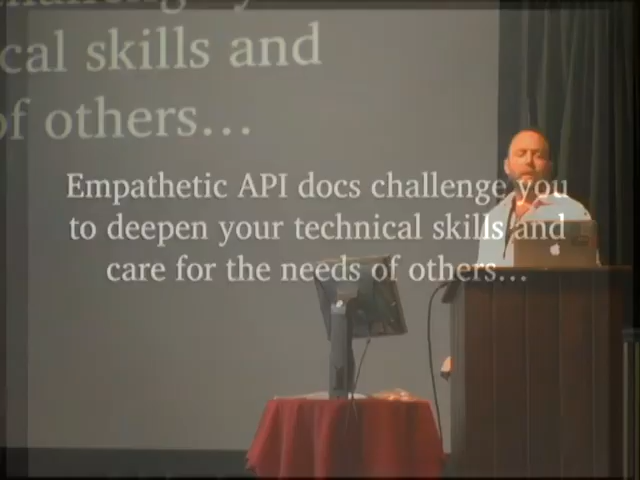 cal skills and
of others...
Empathetic API docs challenge you
to deepen your technical skills and
care for the needs of others...